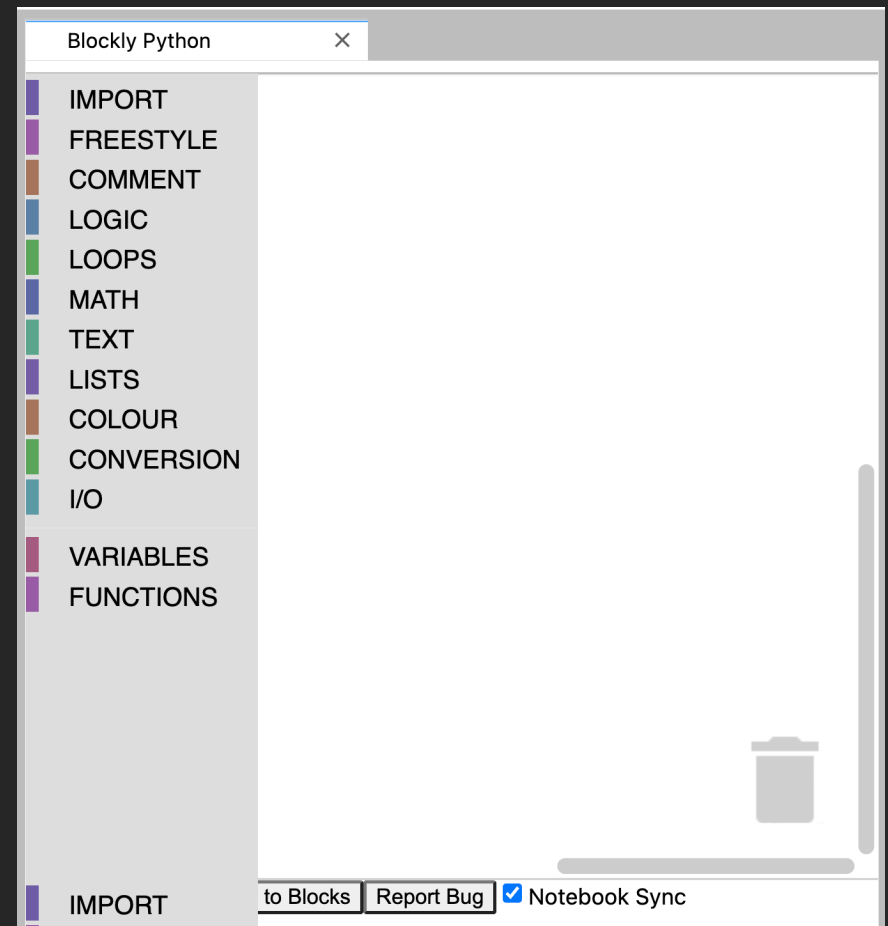 Blockly Python ×
IMPORT
FREESTYLE
COMMENT
LOGIC
LOOPS
MATH
TEXT
LISTS
COLOUR
CONVERSION
I/O
VARIABLES
FUNCTIONS
IMPORT
to Blocks Report Bug Notebook Sync